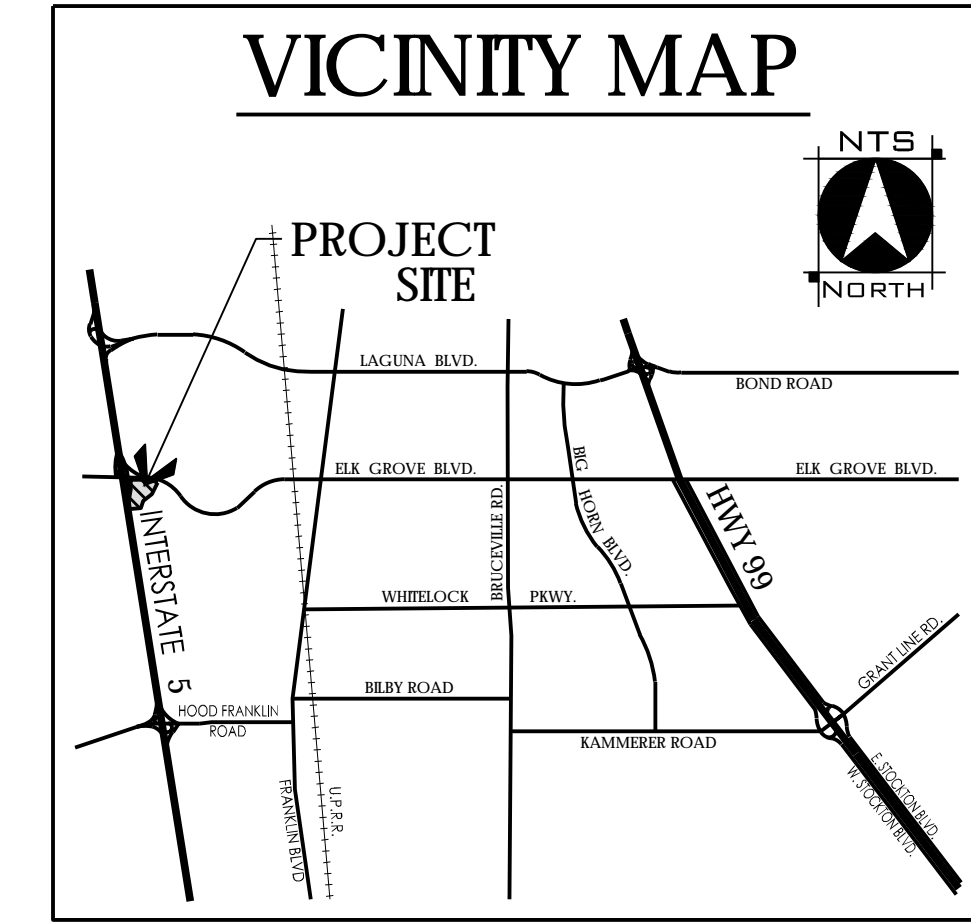 VICINITY MAP
NTS
NORTH
PROJECT
SITE
LAGUNA BLVD.
BOND ROAD
ELK GROVE BLVD.
ELK GROVE BLVD.
BIG HORN BLVD.
BRUCEVILLE RD.
HWY 99
INTERSTATE 5
WHITELOCK PKWY.
GRANT LINE RD.
BILBY ROAD
HOOD FRANKLIN
ROAD
KAMMERER ROAD
E. STOCKTON BLVD.
W. STOCKTON BLVD.
FRANKLIN BLVD
U.P.R.R.